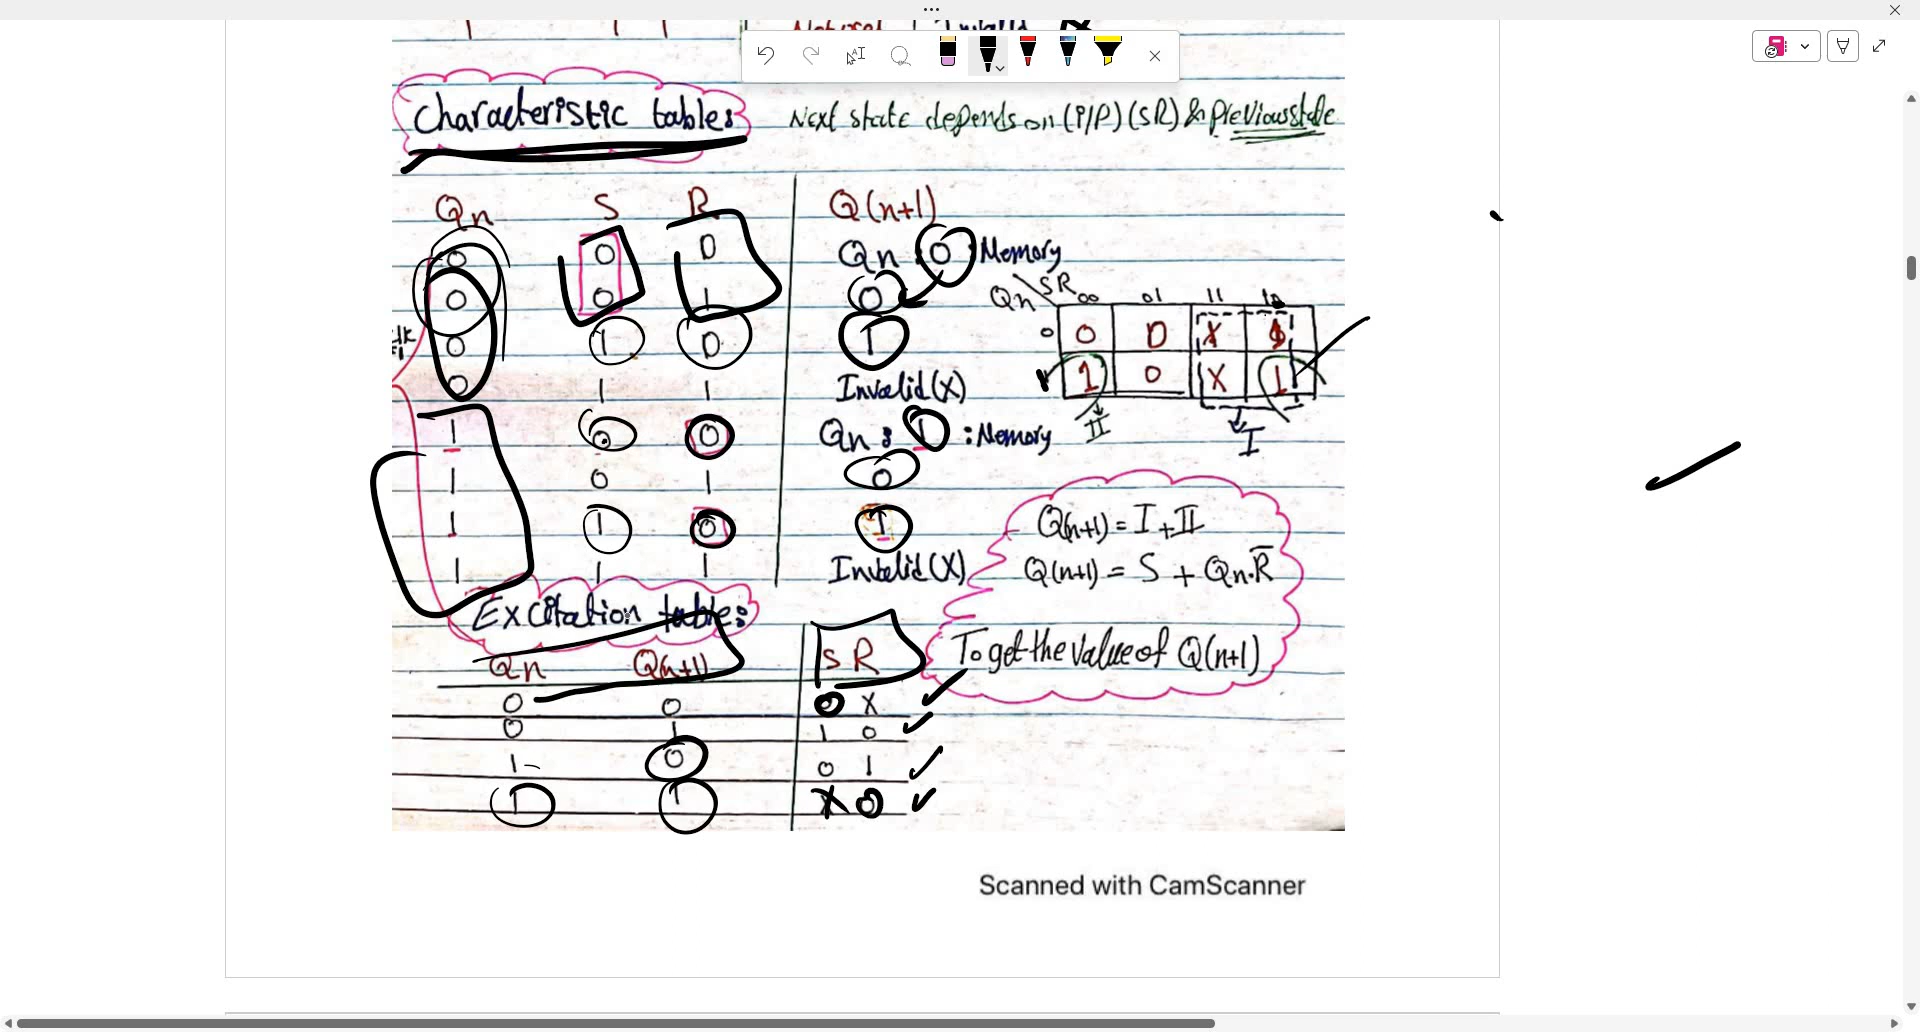 Characteristic table:
Next state depends on (i/p) (SR) & previous state
Qn S R Q(n+1)
0 0 0 Qn : 0 : Memory
0 0 1 0
0 1 0 1
0 1 1 Invalid (X)
1 0 0 Qn : 1 : Memory
1 0 1 0
1 1 0 1
1 1 1 Invalid (X)
Qn SR 00 01 11 10
0 0 0 X 1
1 0 X 1
II I
Q(n+1) = I + II
Q(n+1) = S + Qn.R̅
To get the value of Q(n+1)
Excitation table:
Qn Q(n+1) S R
0 0 0 X
0 1 1 0
1 0 0 1
1 1 X 0
Scanned with CamScanner